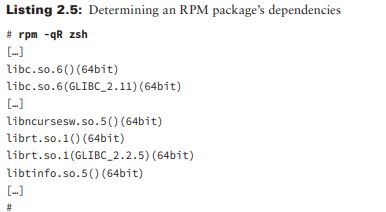 Listing 2.5: Determining an RPM package's dependencies
# rpm -qR zsh
[…]
libc.so.6()(64bit)
libc.so.6(GLIBC_2.11)(64bit)
[…]
libncursesw.so.5()(64bit)
librt.so.1()(64bit)
librt.so.1(GLIBC_2.2.5)(64bit)
libtinfo.so.5()(64bit)
[…]
#